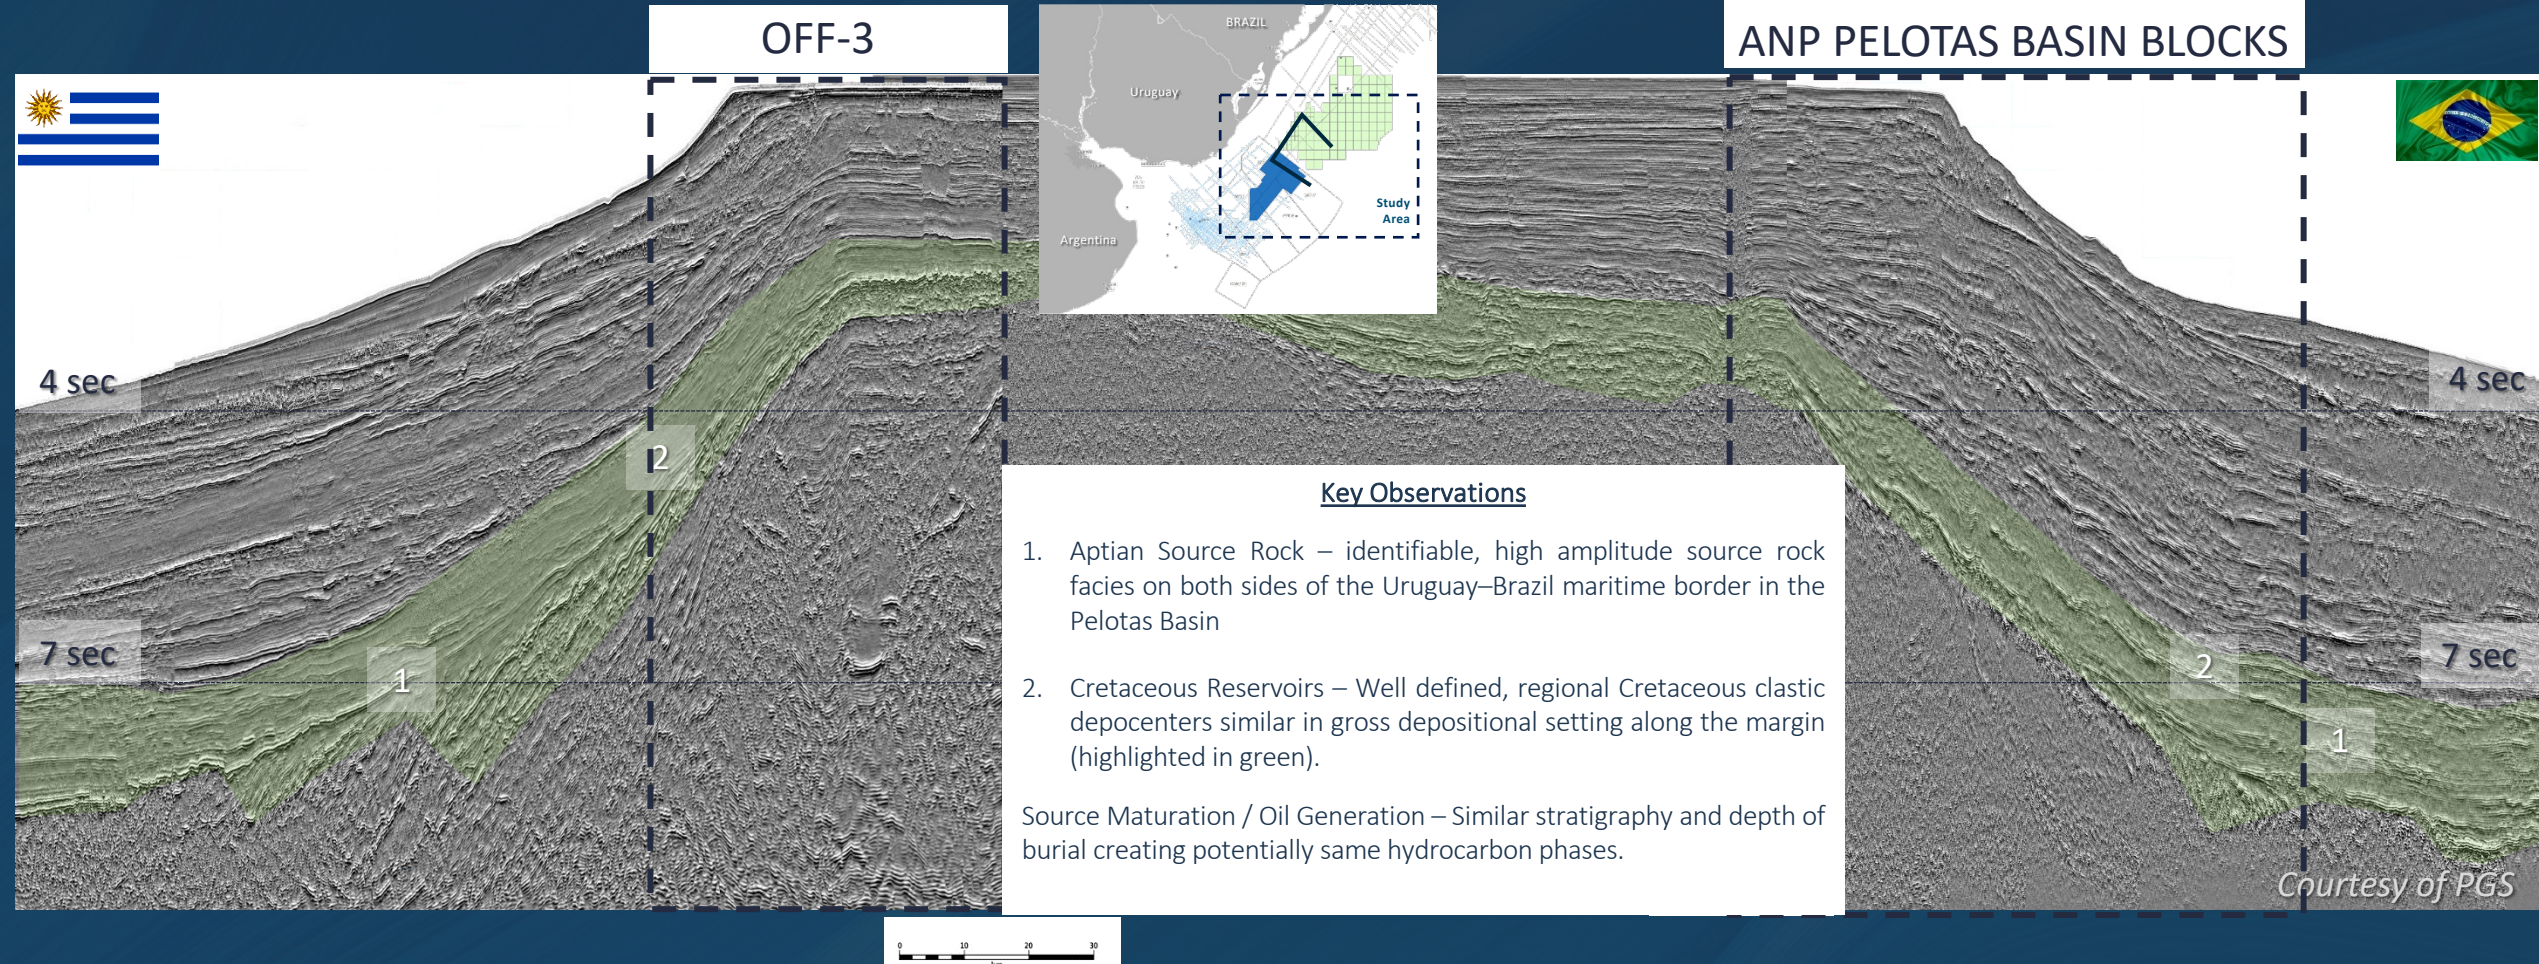 OFF-3
ANP PELOTAS BASIN BLOCKS
BRAZIL
Uruguay
Argentina
Study
Area
4 sec
4 sec
2
7 sec
7 sec
1
2
1
Key Observations
1. Aptian Source Rock – identifiable, high amplitude source rock
facies on both sides of the Uruguay–Brazil maritime border in the
Pelotas Basin
2. Cretaceous Reservoirs – Well defined, regional Cretaceous clastic
depocenters similar in gross depositional setting along the margin
(highlighted in green).
Source Maturation / Oil Generation – Similar stratigraphy and depth of
burial creating potentially same hydrocarbon phases.
Courtesy of PGS
0 10 20 30